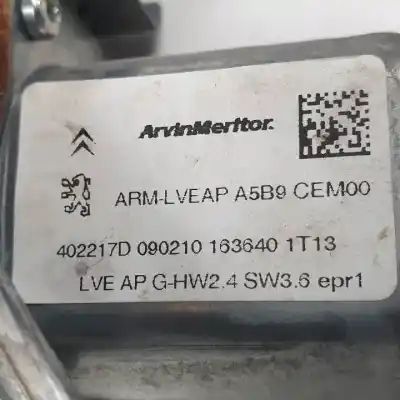 ArvinMeritor.
ARM-LVEAP A5B9 CEM00
402217D 090210 163640 1T13
LVE AP G-HW2.4 SW3.6 epr1